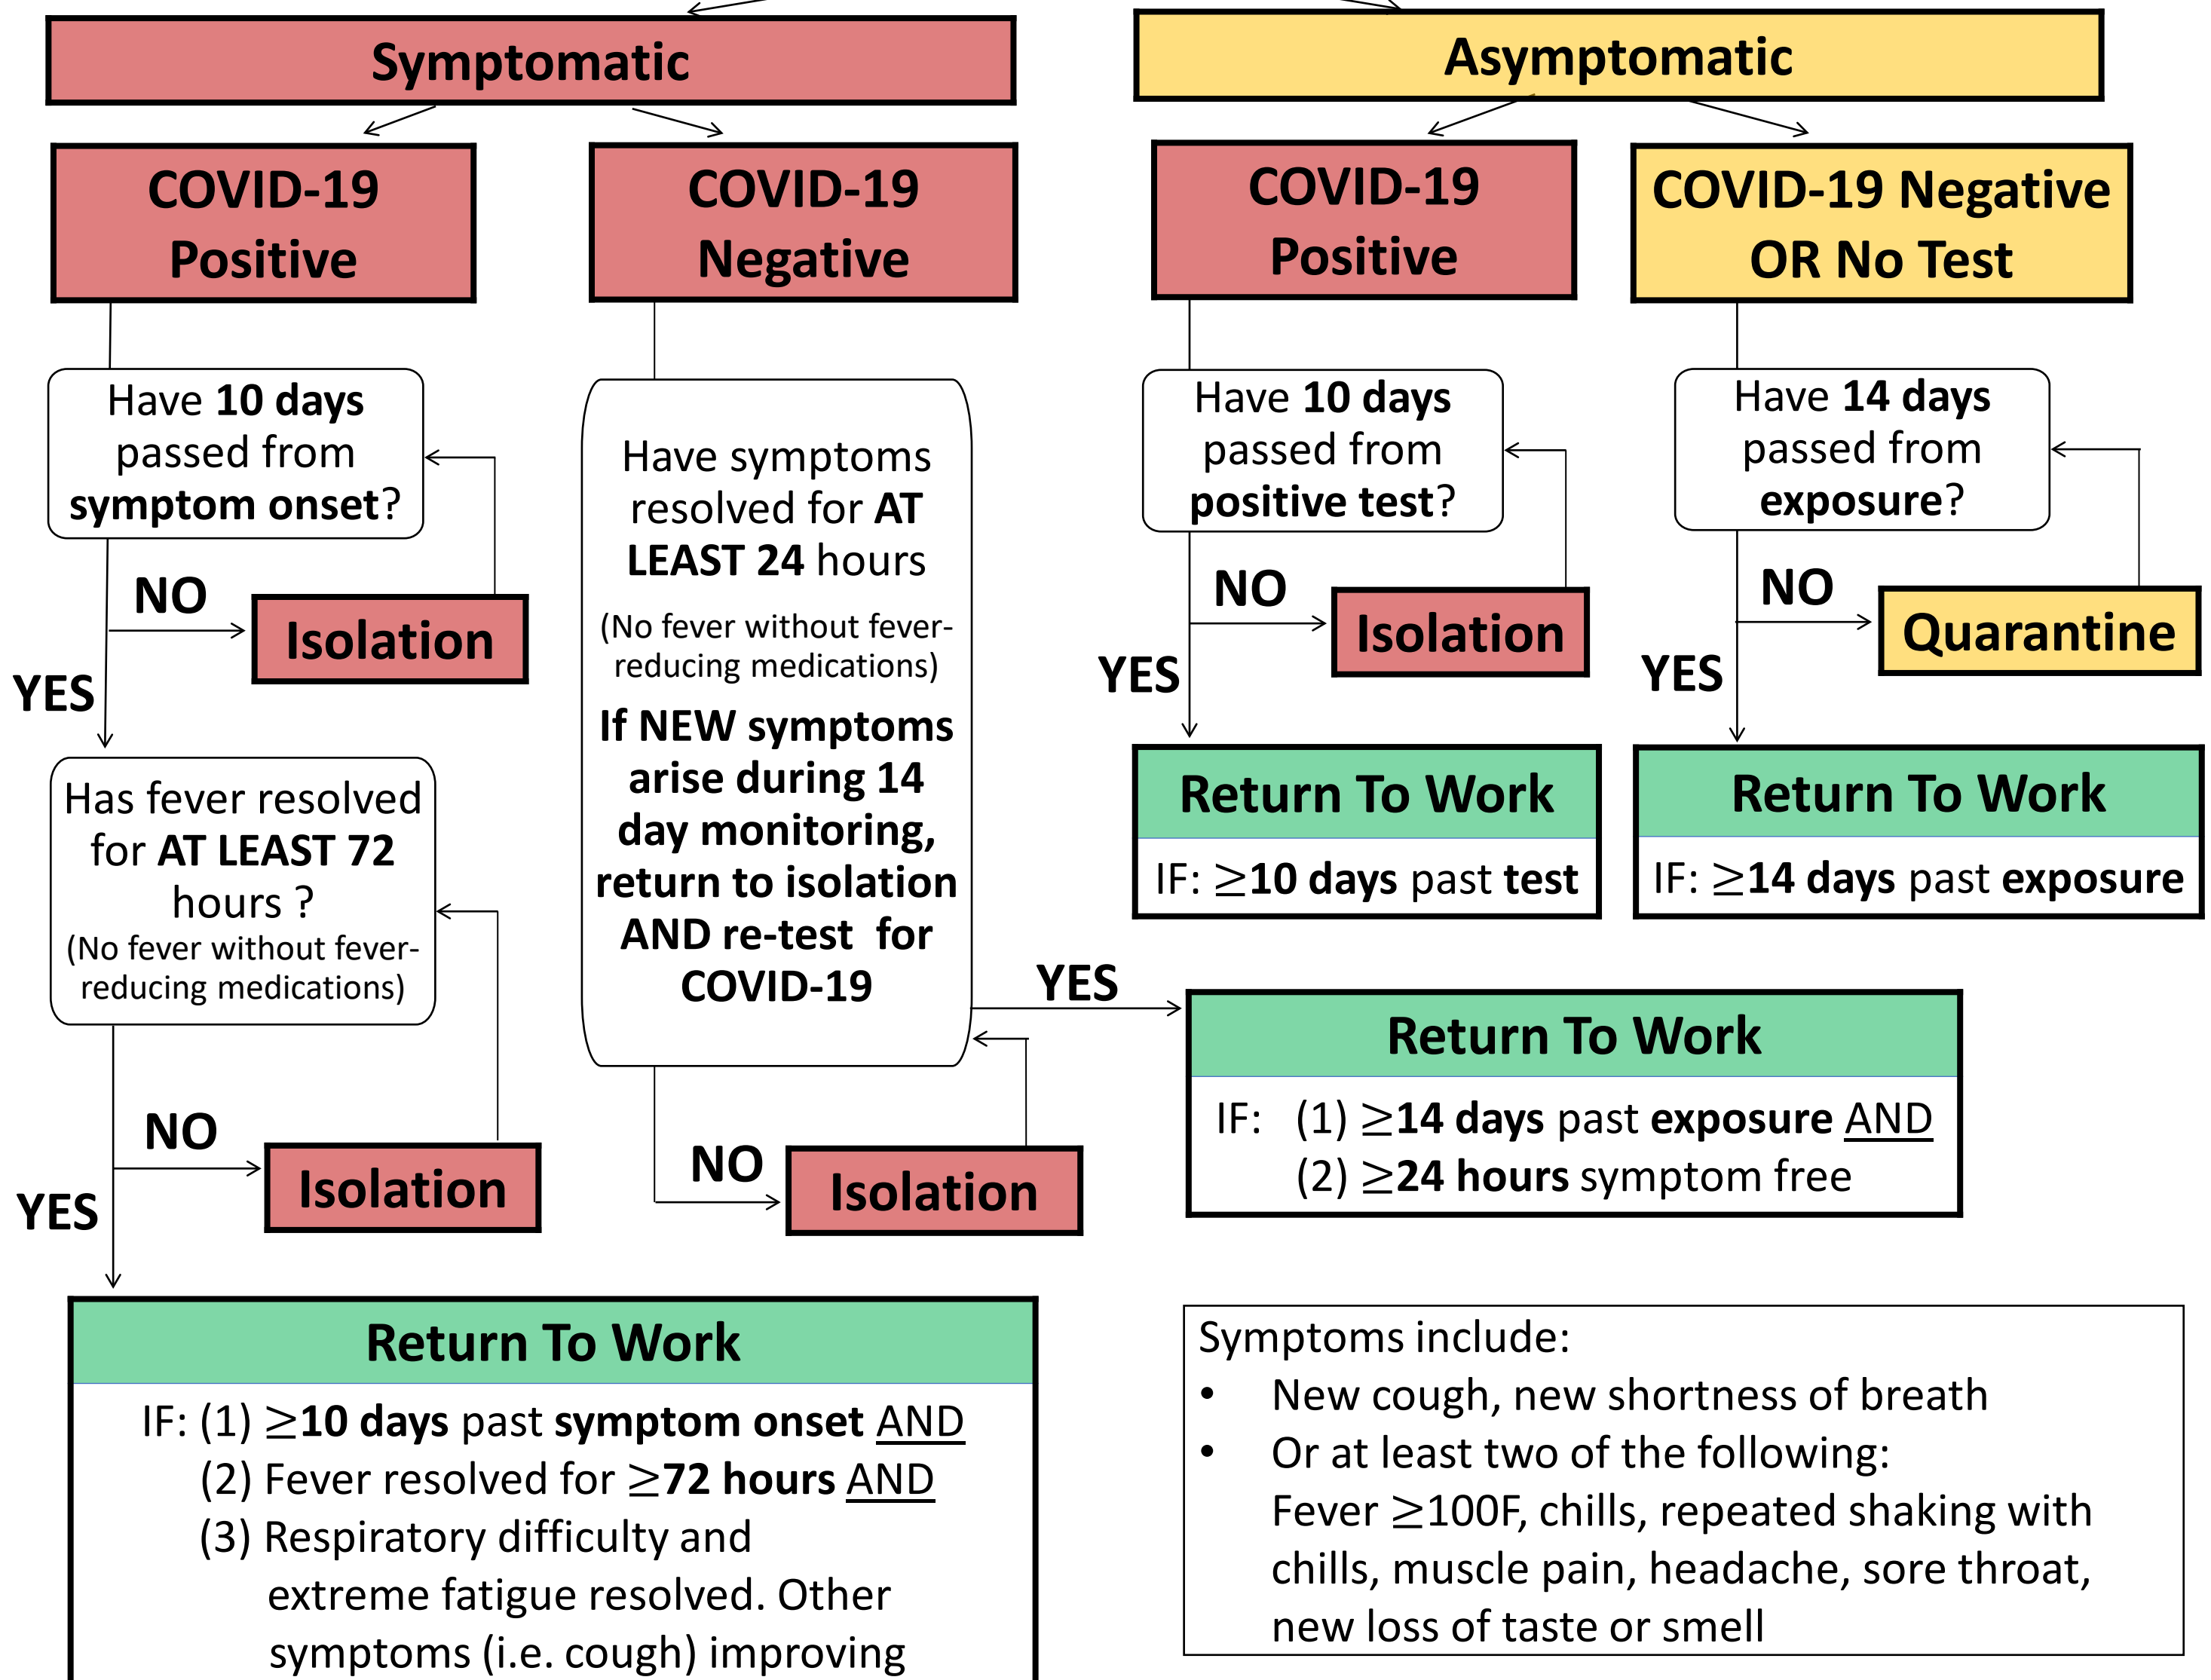 Symptomatic
Asymptomatic
COVID-19
Positive
COVID-19
Negative
COVID-19
Positive
COVID-19 Negative
OR No Test
Have 10 days
passed from
symptom onset?
NO
Isolation
YES
Has fever resolved
for AT LEAST 72
hours ?
(No fever without fever-
reducing medications)
NO
Isolation
YES
Return To Work
IF: (1) ≥10 days past symptom onset AND
(2) Fever resolved for ≥72 hours AND
(3) Respiratory difficulty and
extreme fatigue resolved. Other
symptoms (i.e. cough) improving
Have symptoms
resolved for AT
LEAST 24 hours
(No fever without fever-
reducing medications)
If NEW symptoms
arise during 14
day monitoring,
return to isolation
AND re-test  for
COVID-19
NO
Isolation
YES
Return To Work
IF: (1) ≥14 days past exposure AND
(2) ≥24 hours symptom free
Have 10 days
passed from
positive test?
NO
Isolation
YES
Return To Work
IF: ≥10 days past test
Have 14 days
passed from
exposure?
NO
Quarantine
YES
Return To Work
IF: ≥14 days past exposure
Symptoms include:
• New cough, new shortness of breath
• Or at least two of the following:
Fever ≥100F, chills, repeated shaking with
chills, muscle pain, headache, sore throat,
new loss of taste or smell